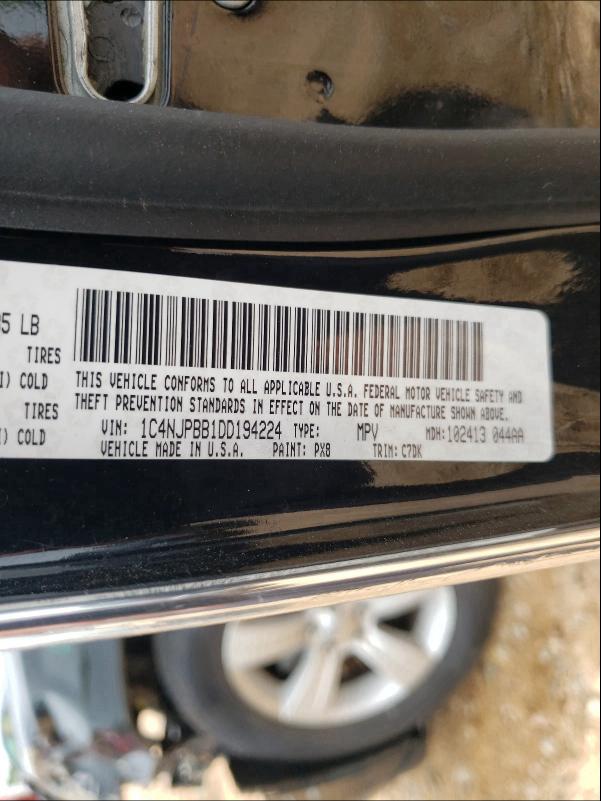 05 LB
TIRES
I) COLD
TIRES
I) COLD
THIS VEHICLE CONFORMS TO ALL APPLICABLE U.S.A. FEDERAL MOTOR VEHICLE SAFETY AND
THEFT PREVENTION STANDARDS IN EFFECT ON THE DATE OF MANUFACTURE SHOWN ABOVE.
VIN: 1C4NJPBB1DD194224 TYPE: MPV MDH:102413 044AA
VEHICLE MADE IN U.S.A. PAINT: PX8 TRIM: C7DK